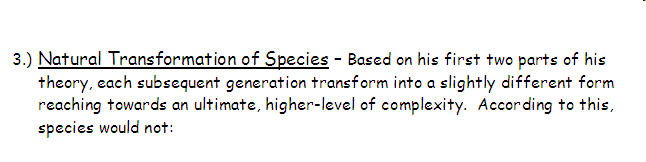 3.) Natural Transformation of Species – Based on his first two parts of his
theory, each subsequent generation transform into a slightly different form
reaching towards an ultimate, higher-level of complexity.  According to this,
species would not: